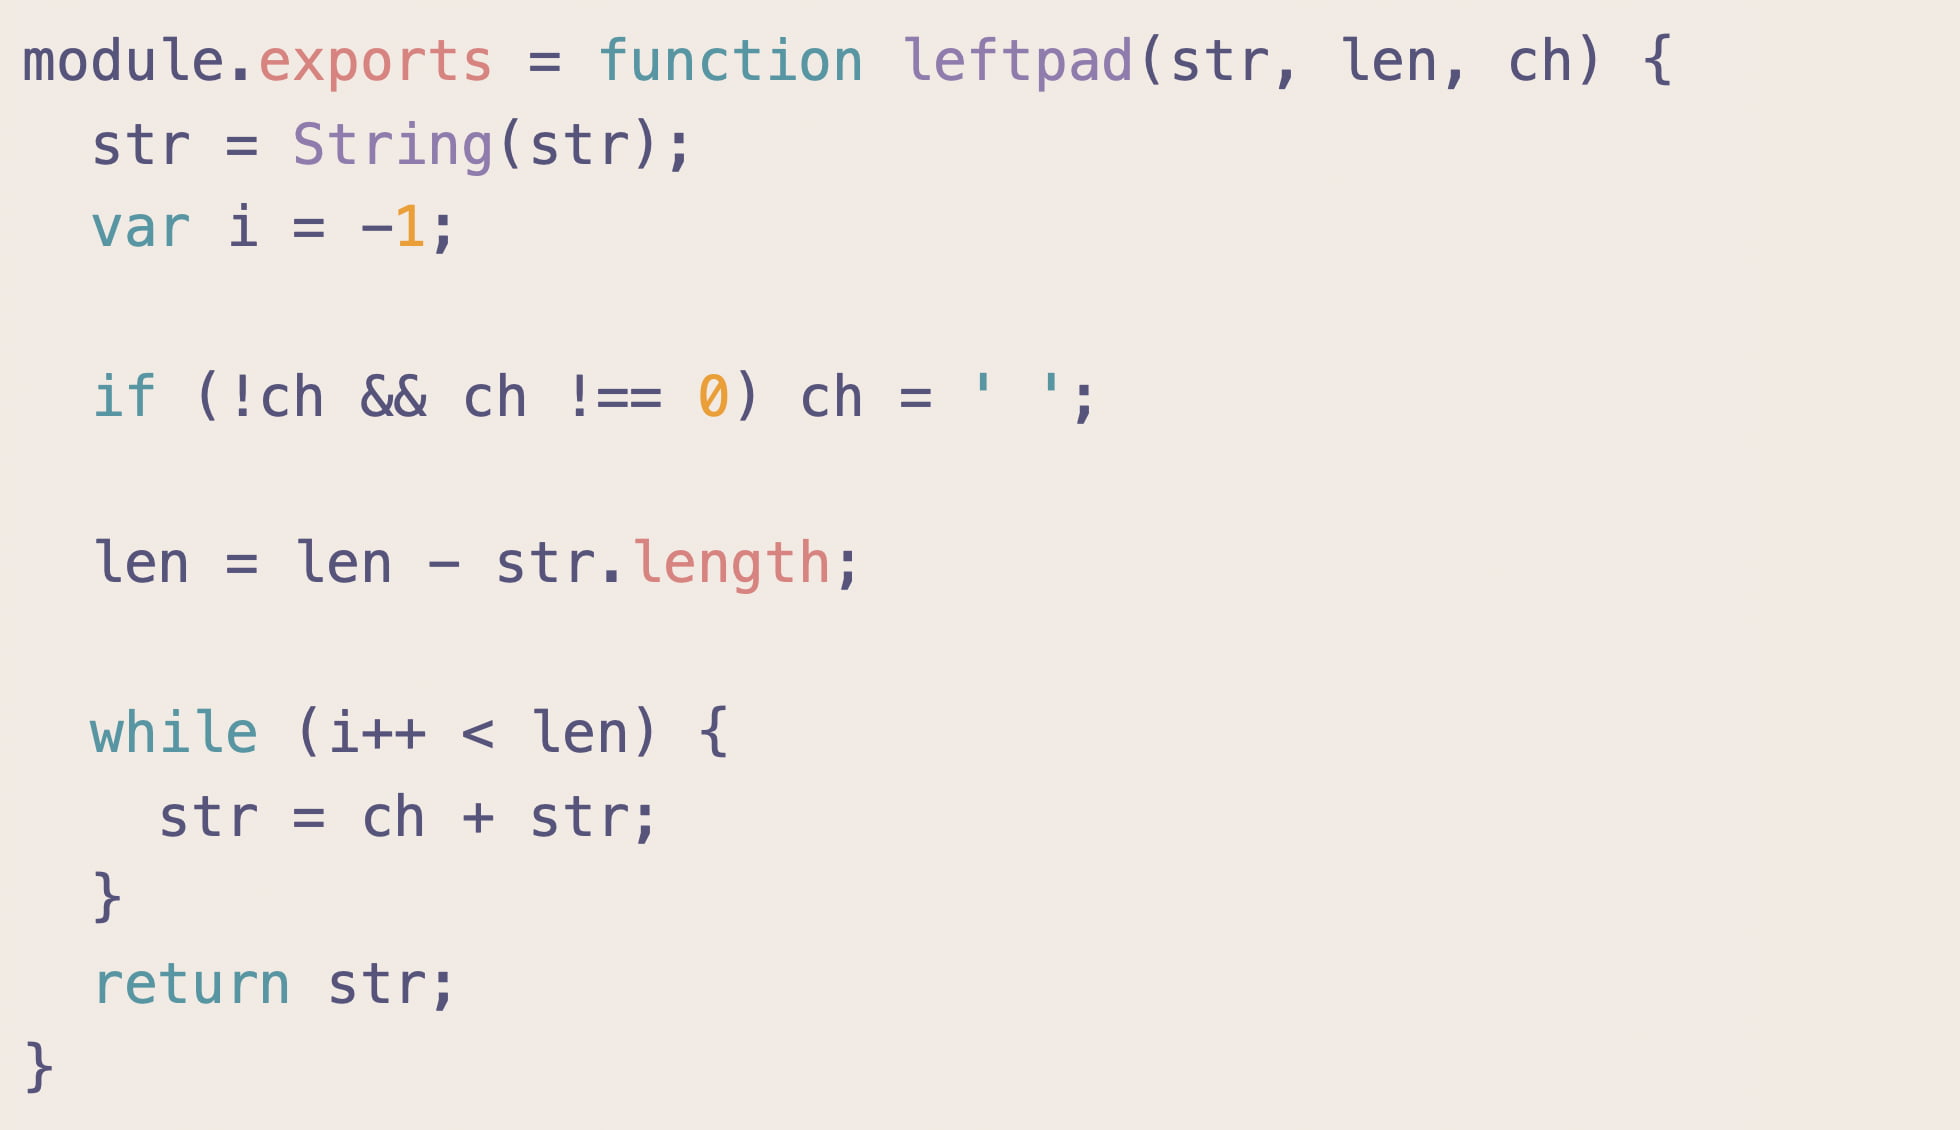 module.exports = function leftpad(str, len, ch) {
  str = String(str);
  var i = -1;

  if (!ch && ch !== 0) ch = ' ';

  len = len - str.length;

  while (i++ < len) {
    str = ch + str;
  }
  return str;
}